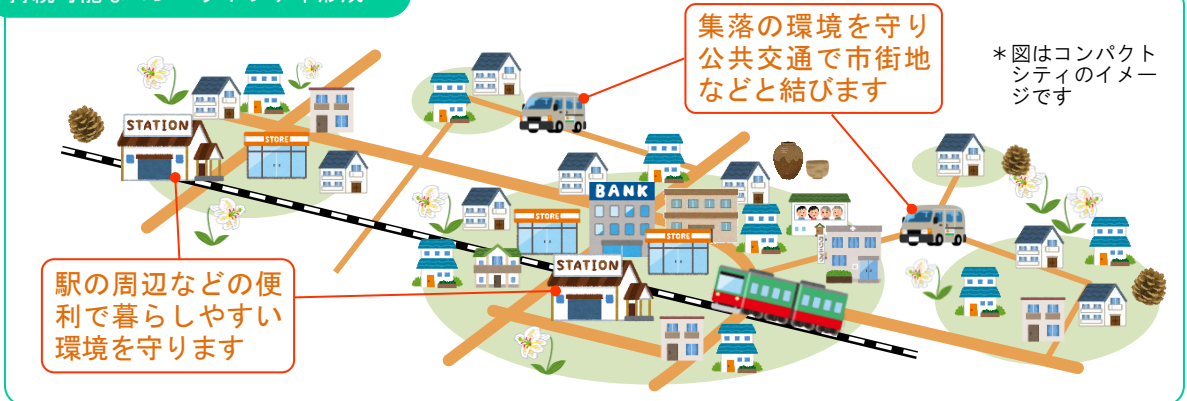 集落の環境を守り
公共交通で市街地
などと結びます
＊図はコンパクト
シティのイメー
ジです
STATION
STORE
BANK
STORE
STORE
STATION
駅の周辺などの便
利で暮らしやすい
環境を守ります